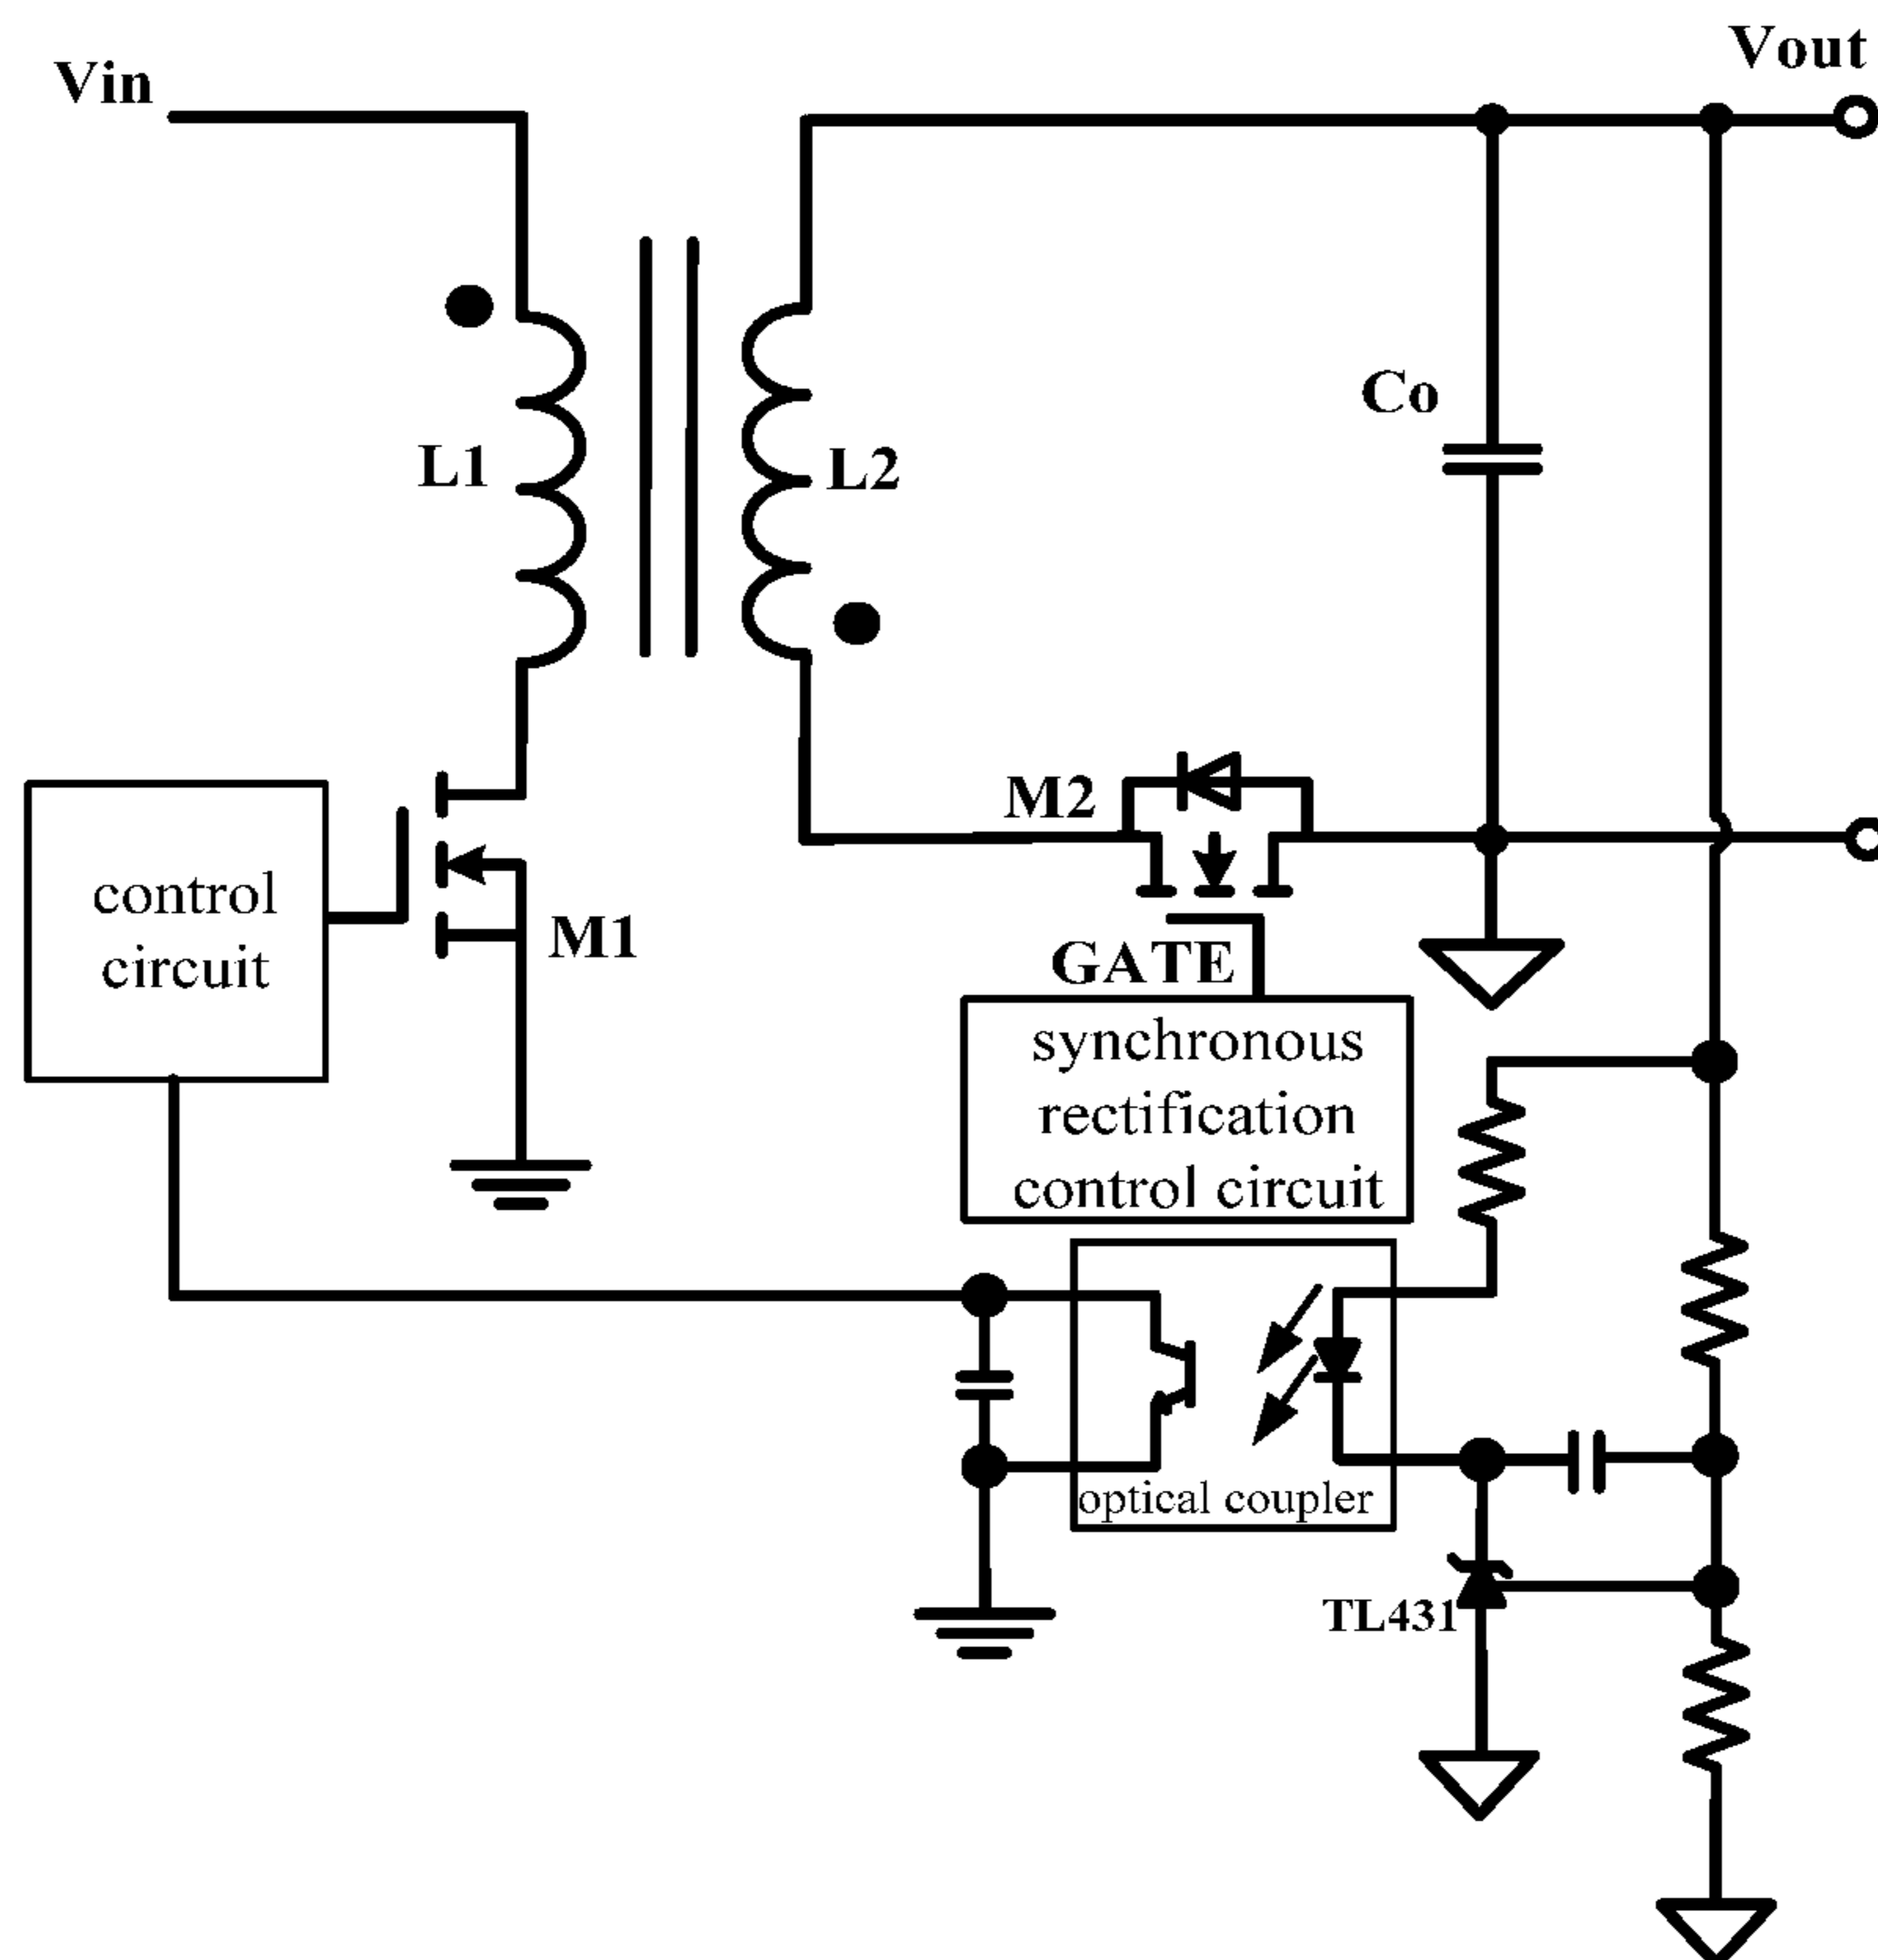 Vin
Vout
Co
L1
L2
M2
control
circuit
M1
GATE
synchronous
rectification
control circuit
optical coupler
TL431